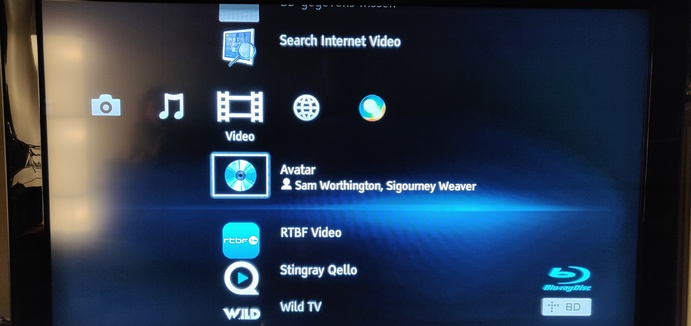 BD-gegevens wissen
Search Internet Video
Video
Avatar
Sam Worthington, Sigourney Weaver
rtbf
RTBF Video
Stingray Qello
WILD
Wild TV
Blu-ray Disc
BD